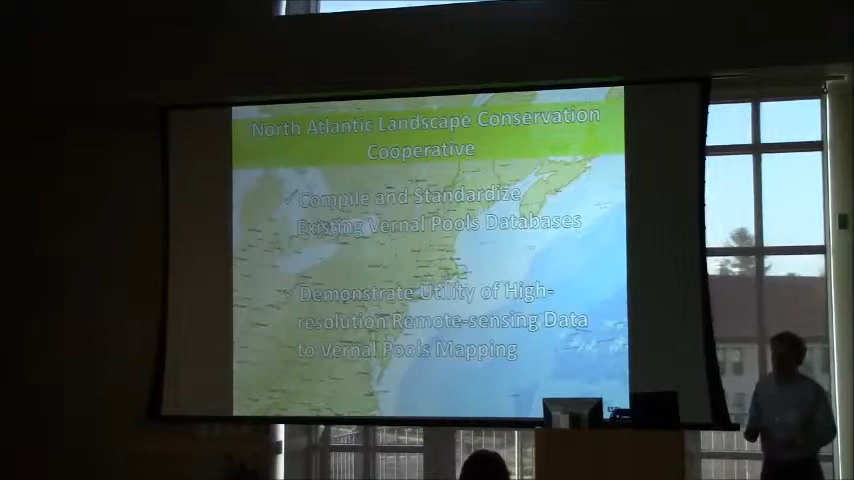 North Atlantic Landscape Conservation
Cooperative
✓Compile and Standardize
Existing Vernal Pools Databases
✓Demonstrate Utility of High-
resolution Remote-sensing Data
to Vernal Pools Mapping